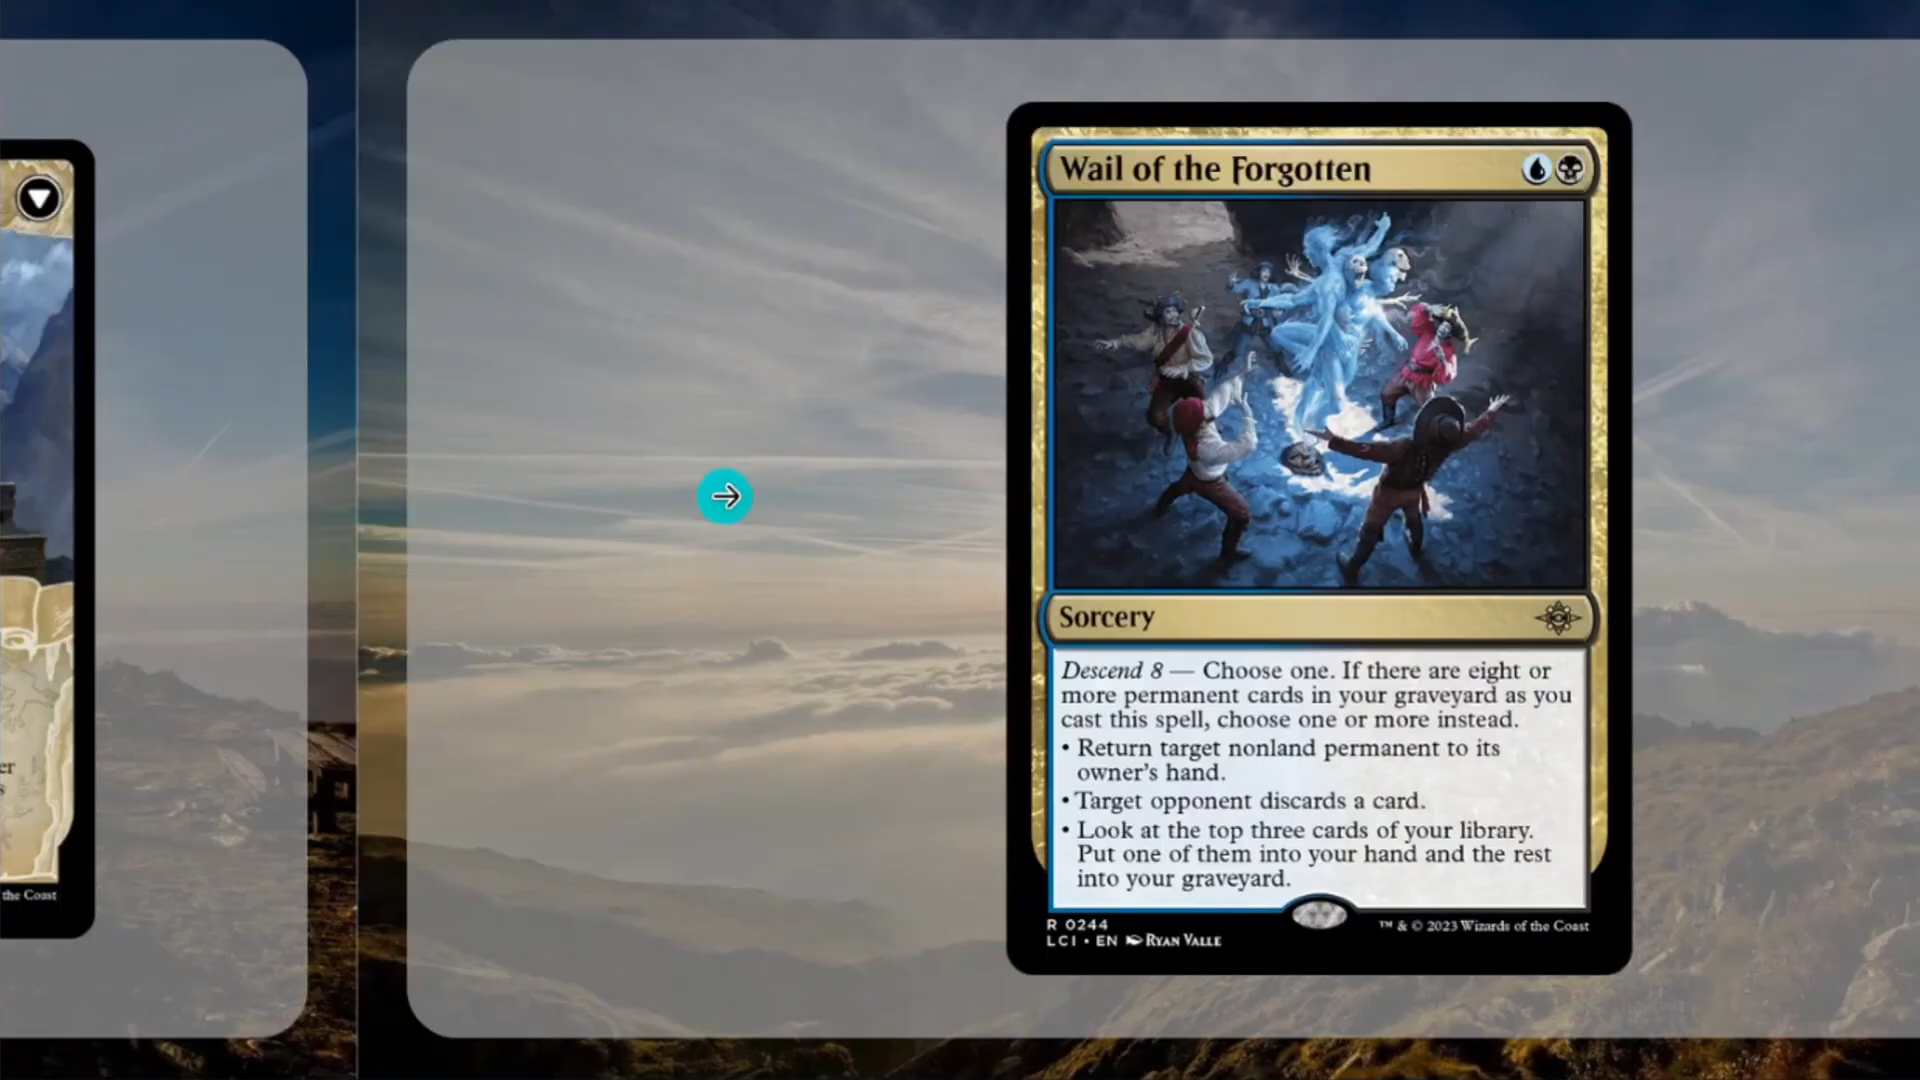 er
s
the Coast
Wail of the Forgotten
Sorcery
Descend 8 — Choose one. If there are eight or
more permanent cards in your graveyard as you
cast this spell, choose one or more instead.
• Return target nonland permanent to its
owner's hand.
• Target opponent discards a card.
• Look at the top three cards of your library.
Put one of them into your hand and the rest
into your graveyard.
R 0244
LCI • EN RYAN VALLE
™ & © 2023 Wizards of the Coast